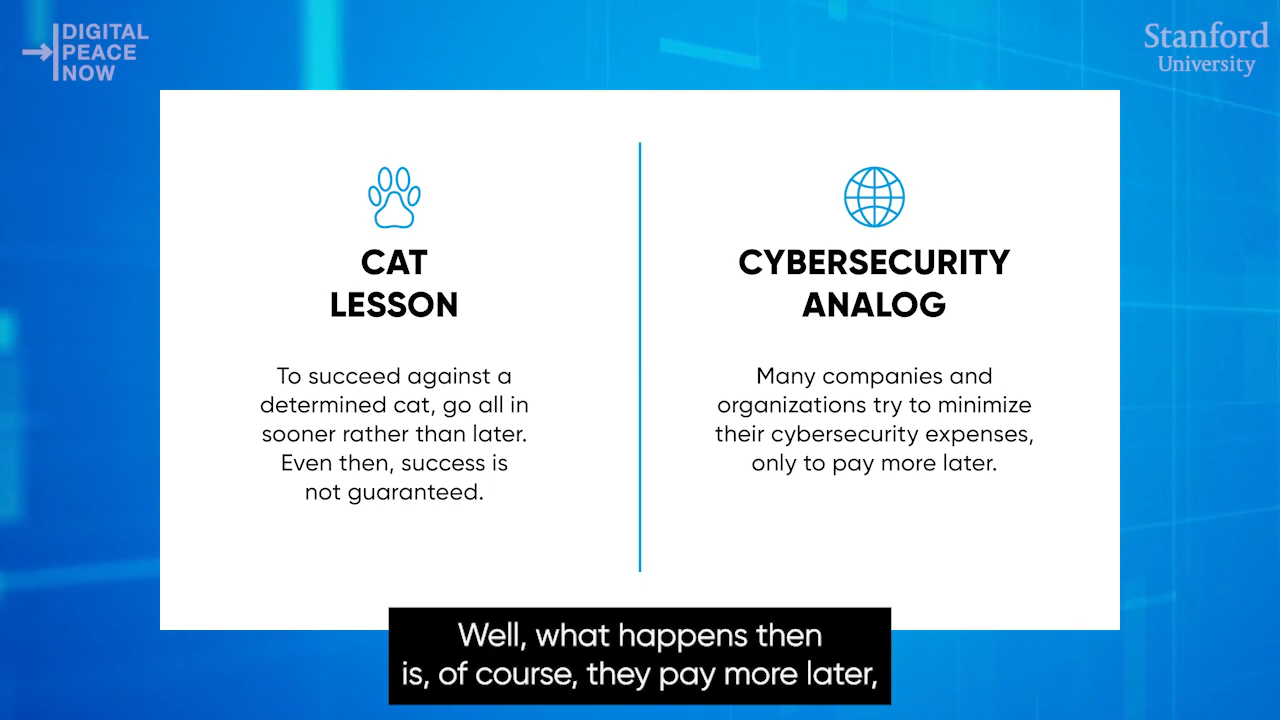 DIGITAL
PEACE
NOW
Stanford
University
CAT
LESSON
To succeed against a
determined cat, go all in
sooner rather than later.
Even then, success is
not guaranteed.
CYBERSECURITY
ANALOG
Many companies and
organizations try to minimize
their cybersecurity expenses,
only to pay more later.
Well, what happens then
is, of course, they pay more later,